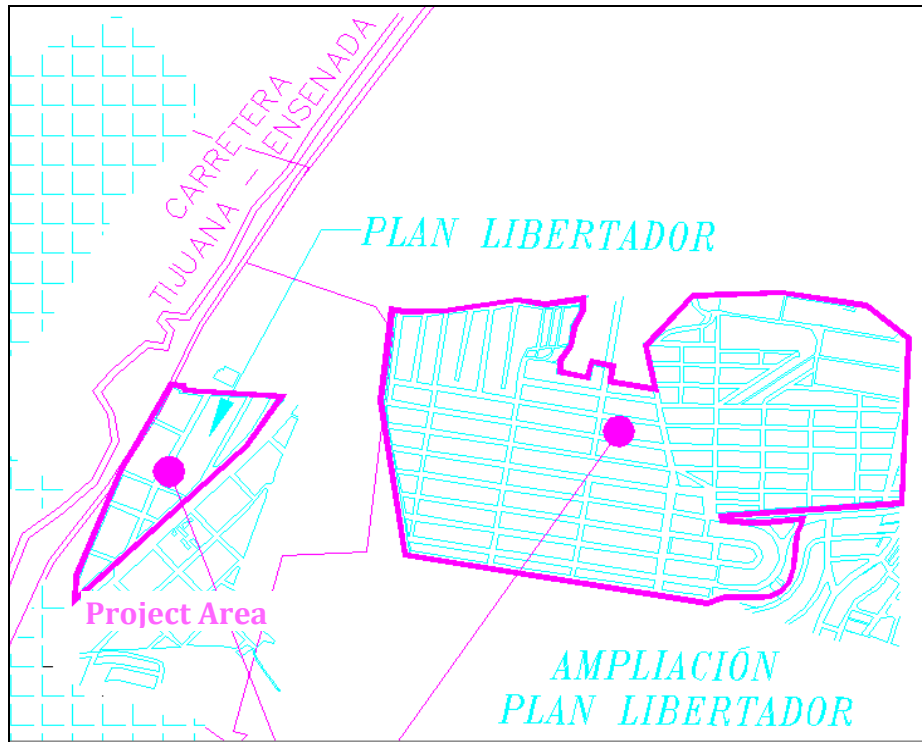 CARRETERA
TIJUANA - ENSENADA
PLAN LIBERTADOR
Project Area
AMPLIACIÓN
PLAN LIBERTADOR